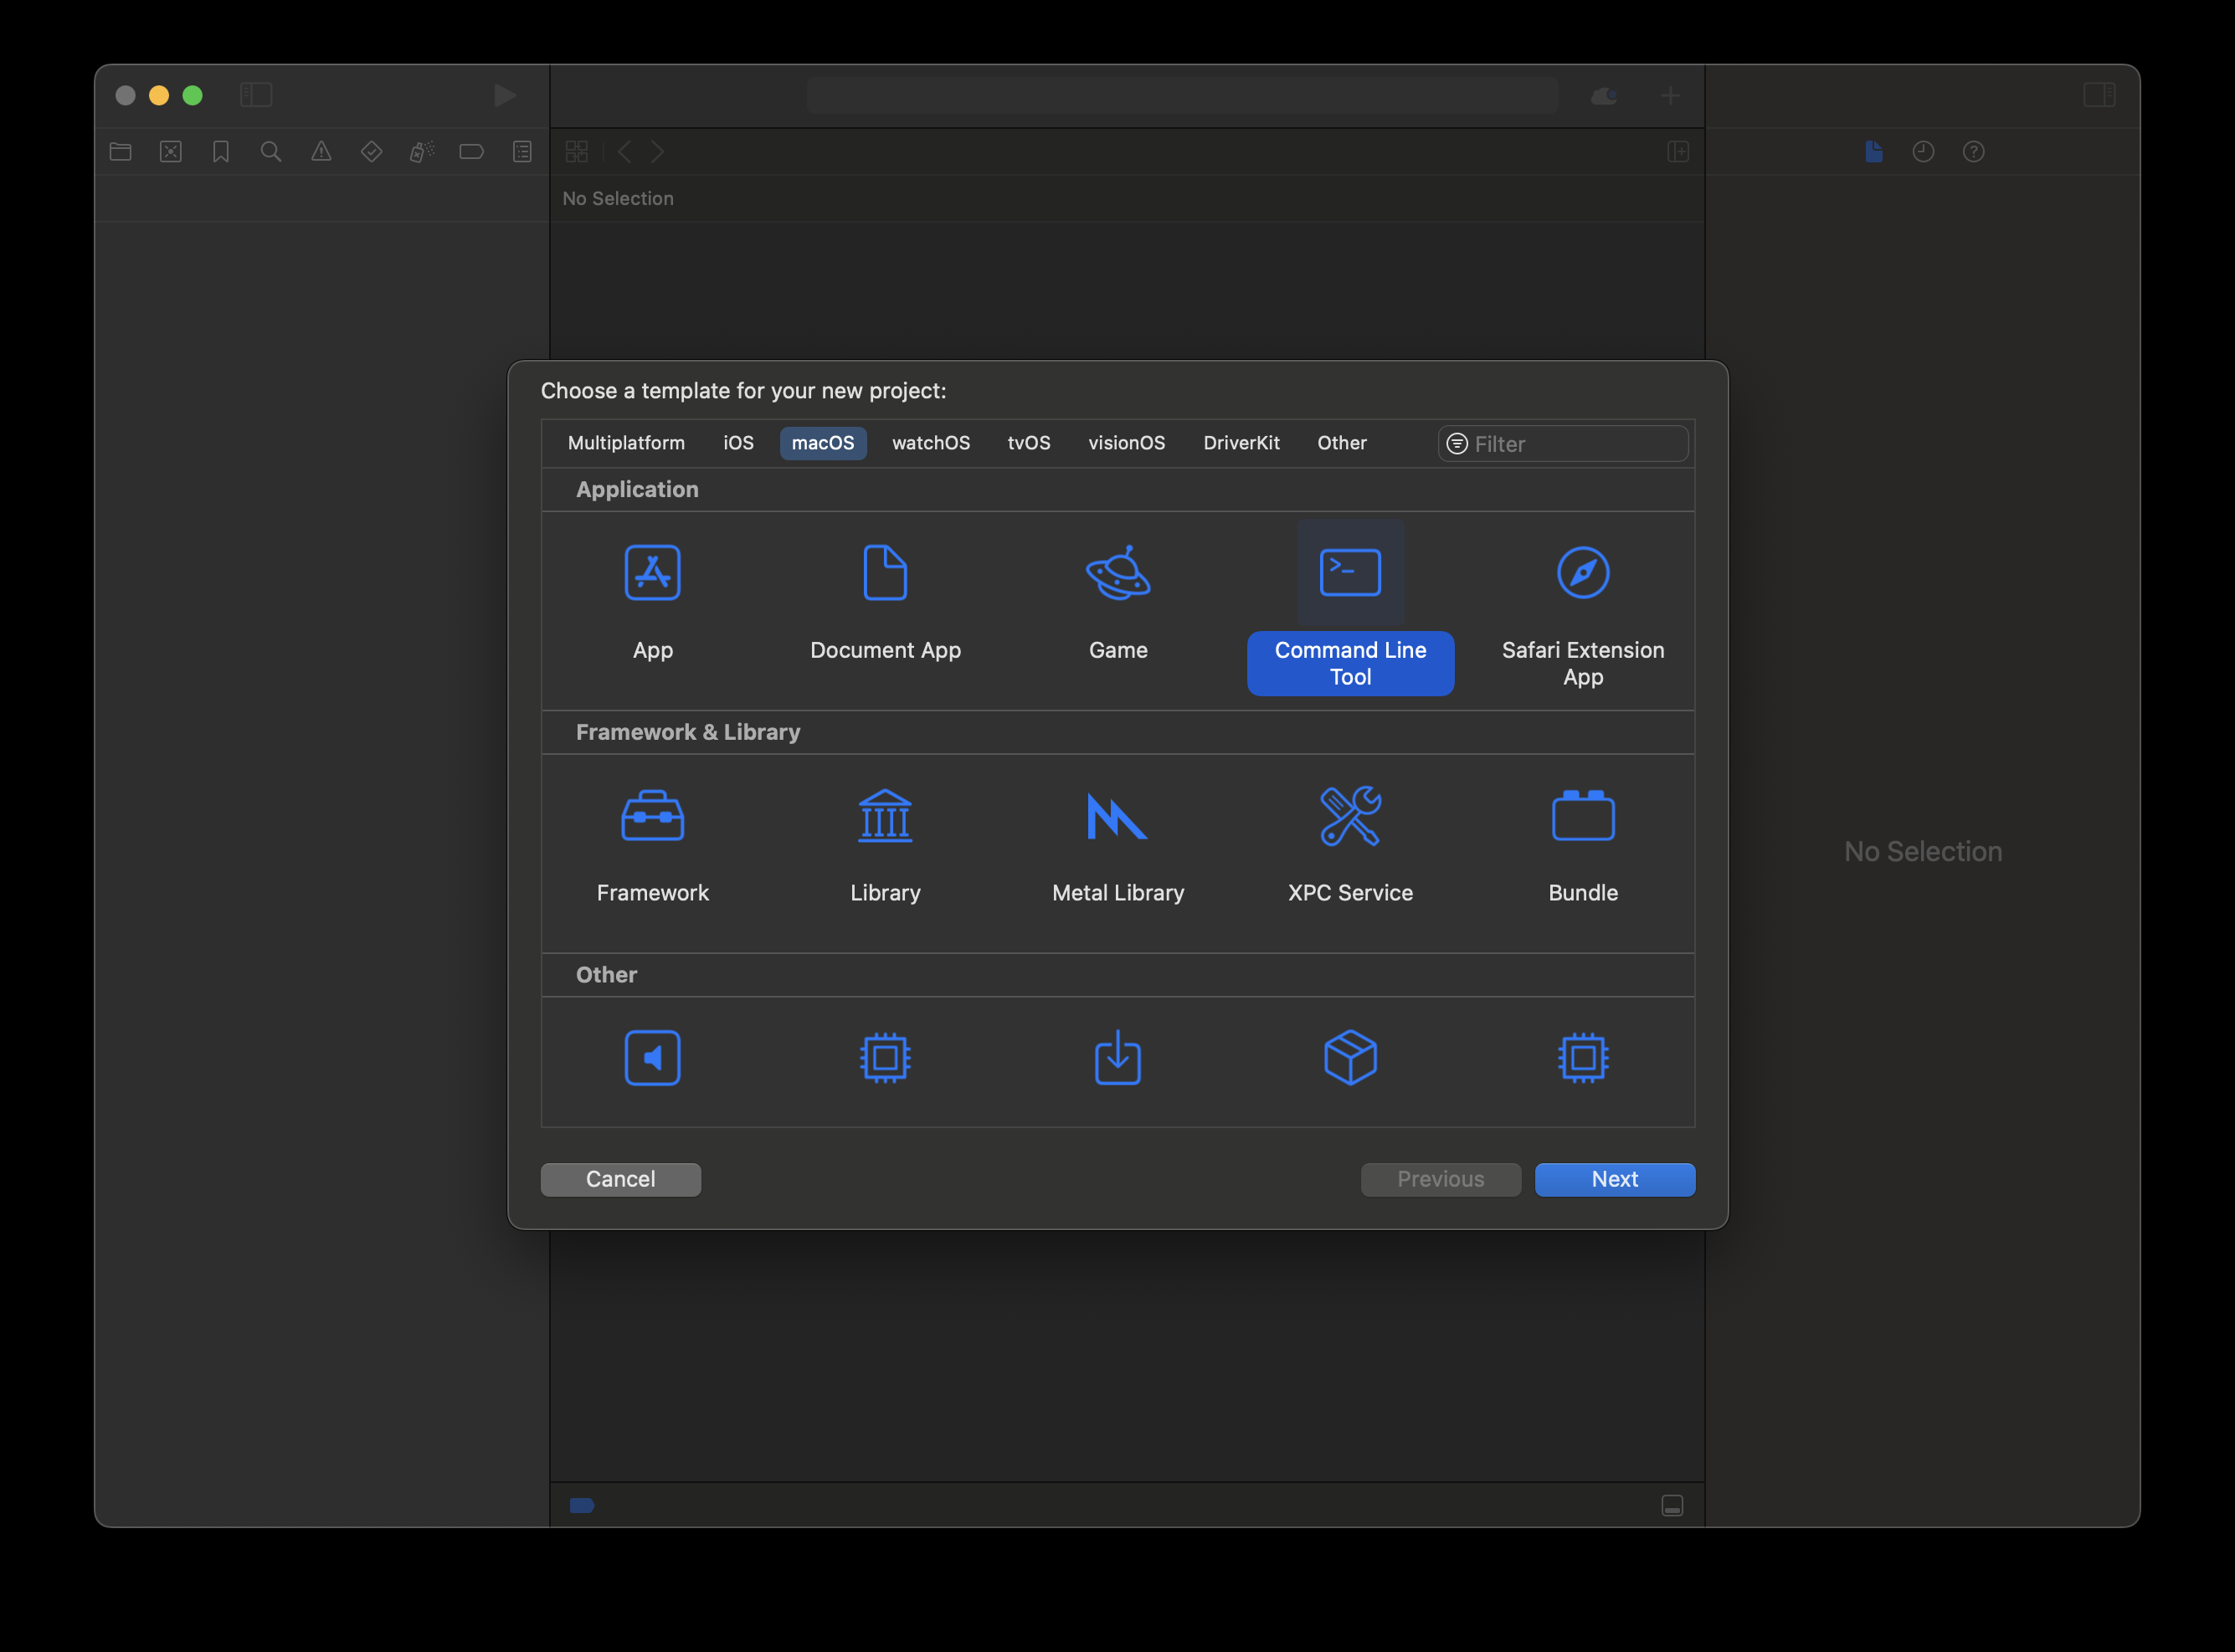 No Selection
Choose a template for your new project:
Multiplatform iOS macOS watchOS tvOS visionOS DriverKit Other Filter
Application
App Document App Game Command Line Tool Safari Extension App
Framework & Library
Framework Library Metal Library XPC Service Bundle
No Selection
Other
Cancel Previous Next